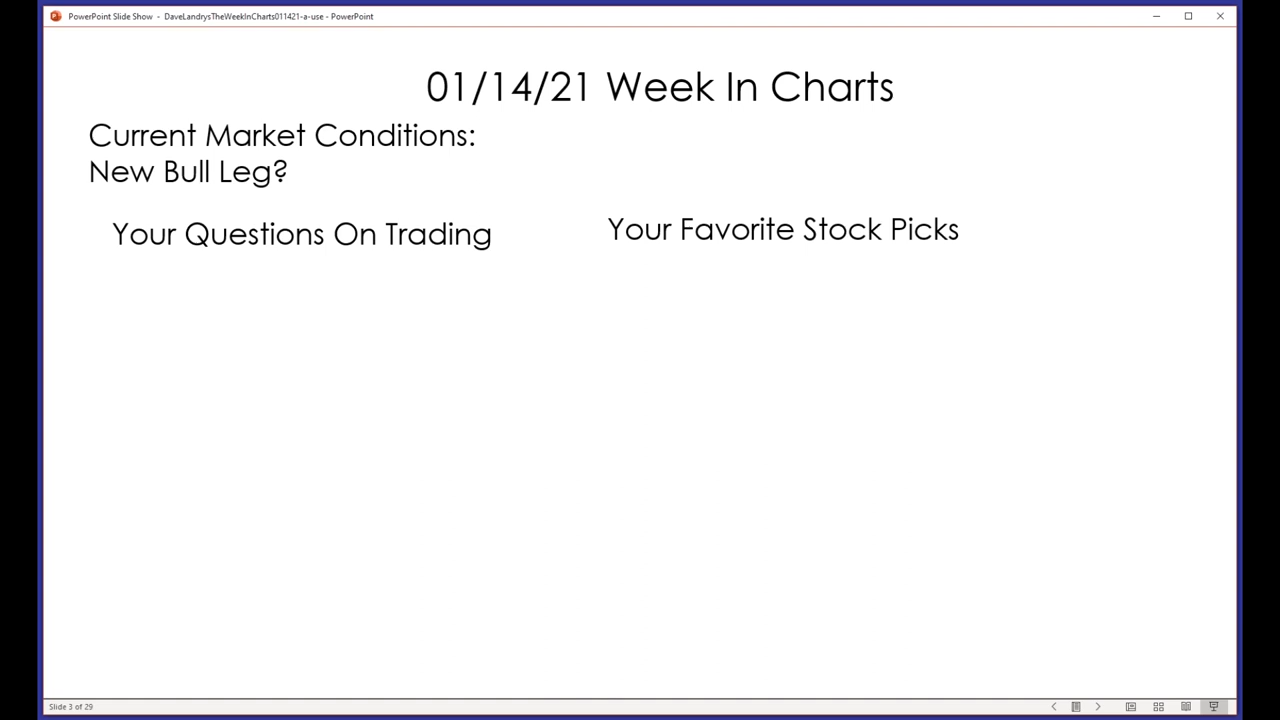 PowerPoint Slide Show - DaveLandrysTheWeekInCharts011421-a-use - PowerPoint
01/14/21 Week In Charts
Current Market Conditions:
New Bull Leg?
Your Questions On Trading
Your Favorite Stock Picks
Slide 3 of 29